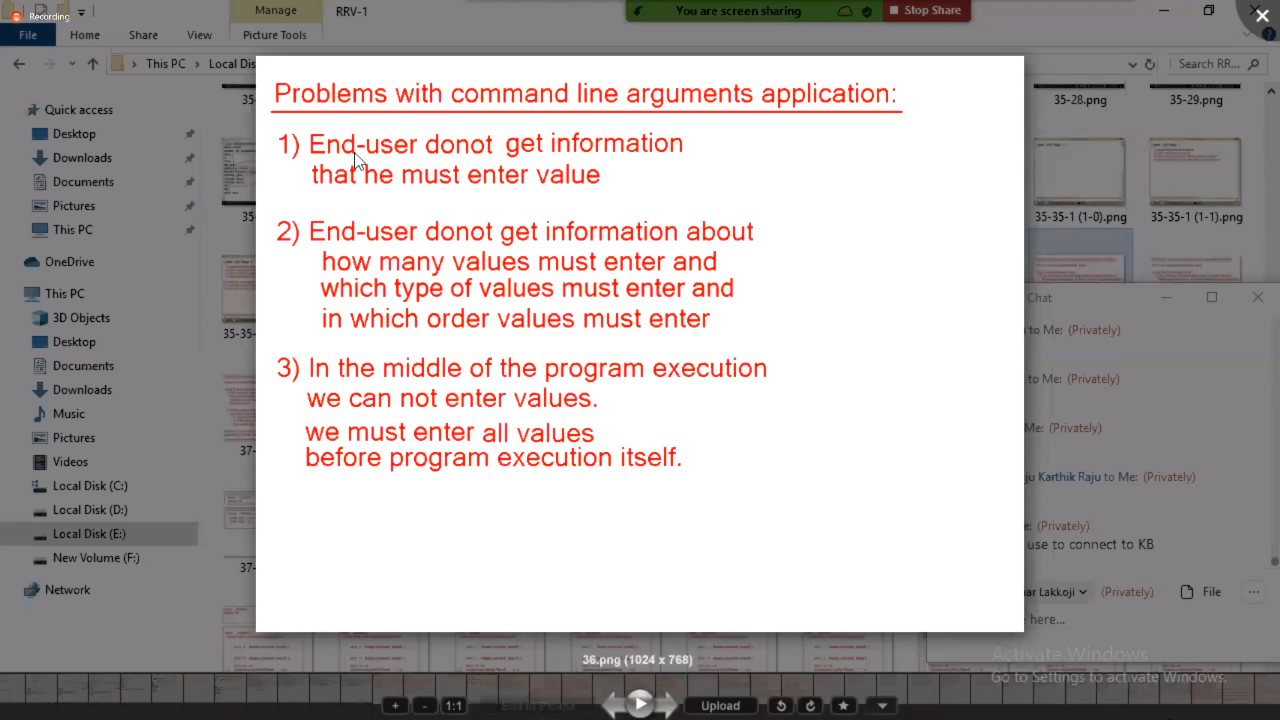 Recording
Manage
RRV-1
You are screen sharing
Stop Share
File
Home
Share
View
Picture Tools
This PC
Local Dis
Search RR...
Quick access
Desktop
Downloads
Documents
Pictures
This PC
OneDrive
This PC
3D Objects
Desktop
Documents
Downloads
Music
Pictures
Videos
Local Disk (C:)
Local Disk (D:)
Local Disk (E:)
New Volume (F:)
Network
35-
35-
35-35-
37-
37-
Problems with command line arguments application:
1) End-user donot get information
that he must enter value
2) End-user donot get information about
how many values must enter and
which type of values must enter and
in which order values must enter
3) In the middle of the program execution
we can not enter values.
we must enter all values
before program execution itself.
35-28.png
35-29.png
35-35-1 (1-0).png
35-35-1 (1-1).png
Chat
to Me: (Privately)
to Me: (Privately)
Me: (Privately)
ju Karthik Raju to Me: (Privately)
e: (Privately)
use to connect to KB
ar Lakkoji
(Privately)
File
...
here...
Activate Windows
Go to Settings to activate Windows.
36.png (1024 x 768)
+
-
1:1
Upload